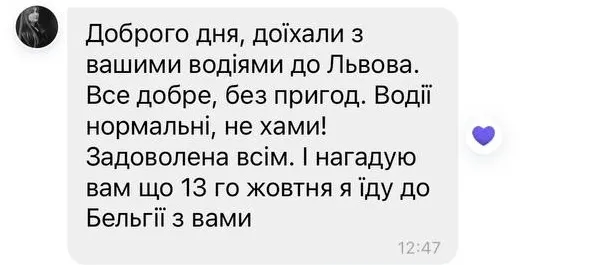 Доброго дня, доїхали з
вашими водіями до Львова.
Все добре, без пригод. Водії
нормальні, не хами!
Задоволена всім. І нагадую
вам що 13 го жовтня я їду до
Бельгії з вами
12:47